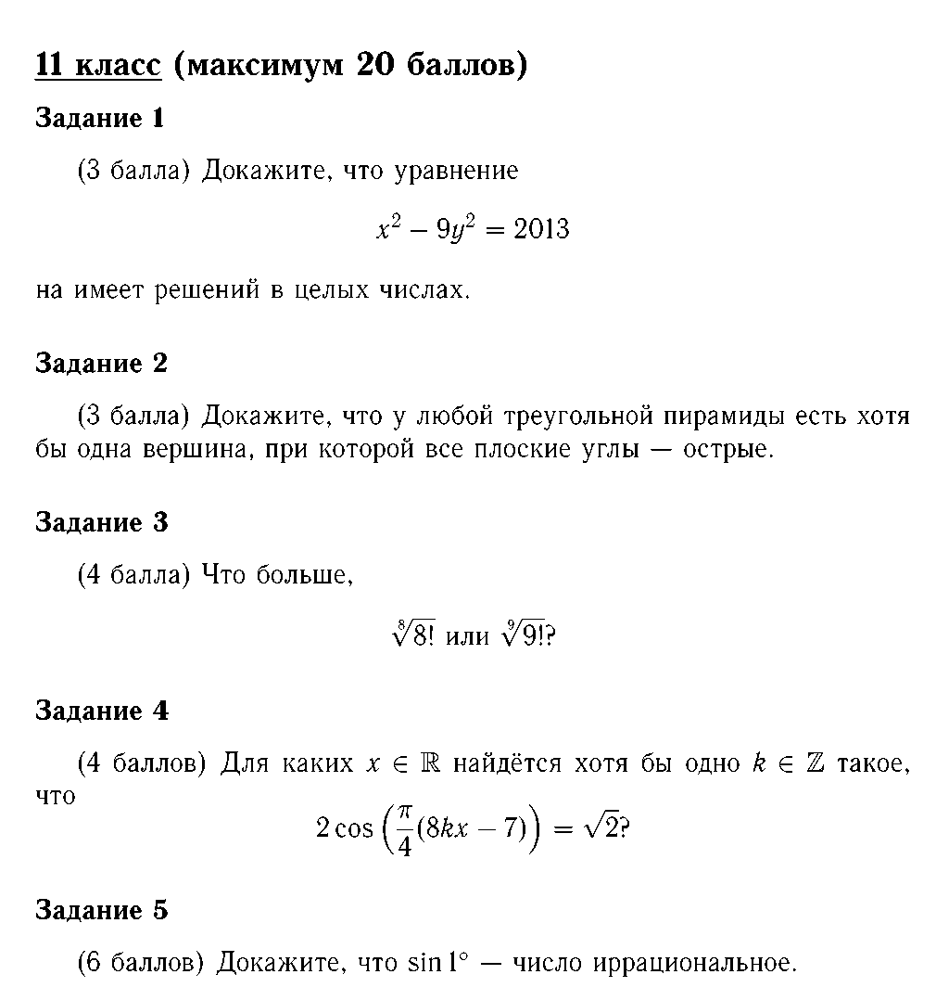 11 класс (максимум 20 баллов)
Задание 1
(3 балла) Докажите, что уравнение
x² − 9y² = 2013
на имеет решений в целых числах.
Задание 2
(3 балла) Докажите, что у любой треугольной пирамиды есть хотя
бы одна вершина, при которой все плоские углы — острые.
Задание 3
(4 балла) Что больше,
⁸√8! или ⁹√9!?
Задание 4
(4 баллов) Для каких x ∈ ℝ найдётся хотя бы одно k ∈ ℤ такое,
что
2 cos (π/4 (8kx − 7)) = √2?
Задание 5
(6 баллов) Докажите, что sin 1° — число иррациональное.